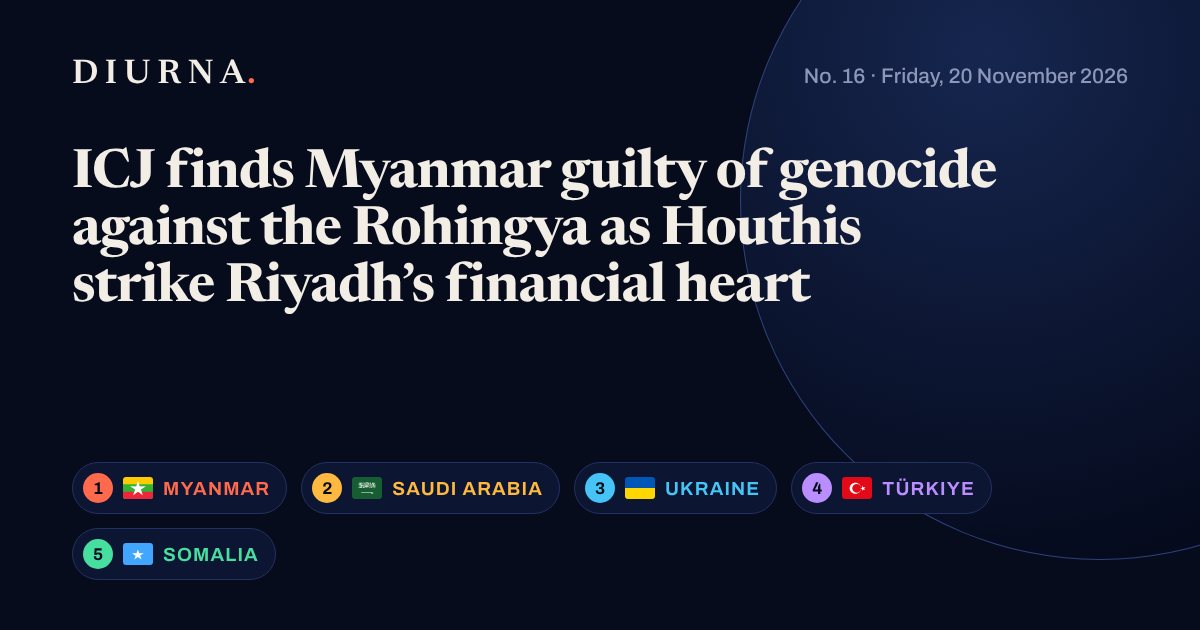 DIURNA.
No. 16 · Friday, 20 November 2026
ICJ finds Myanmar guilty of genocide
against the Rohingya as Houthis
strike Riyadh’s financial heart
1 MYANMAR
2 SAUDI ARABIA
3 UKRAINE
4 TÜRKIYE
5 SOMALIA